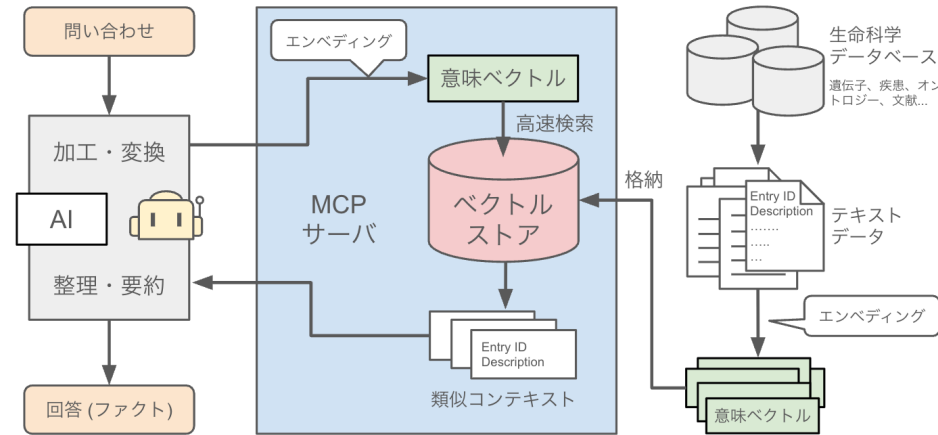 問い合わせ
加工・変換
AI
整理・要約
回答 (ファクト)
エンベディング
意味ベクトル
高速検索
MCP
サーバ
ベクトル
ストア
Entry ID
Description
類似コンテキスト
格納
生命科学
データベース
遺伝子、疾患、オン
トロジー、文献...
Entry ID
Description
.......
.....
...
テキスト
データ
エンベディング
意味ベクトル